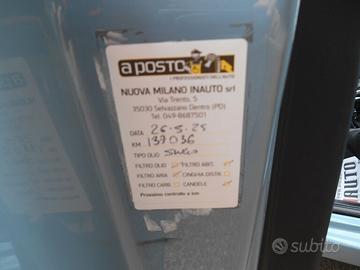 a posto
I PROFESSIONISTI DELL'AUTO
NUOVA MILANO INAUTO srl
Via Trento, 5
35030 Selvazzano Dentro (PD)
Tel. 049-8687501
DATA 26-5-25
KM 137036
TIPO OLIO
FILTRO OLIO FILTRO ABIT.
FILTRO ARIA CINGHIA DISTR.
FILTRO CARB. CANDELE
Prossimo controllo a km
AUTO
subito